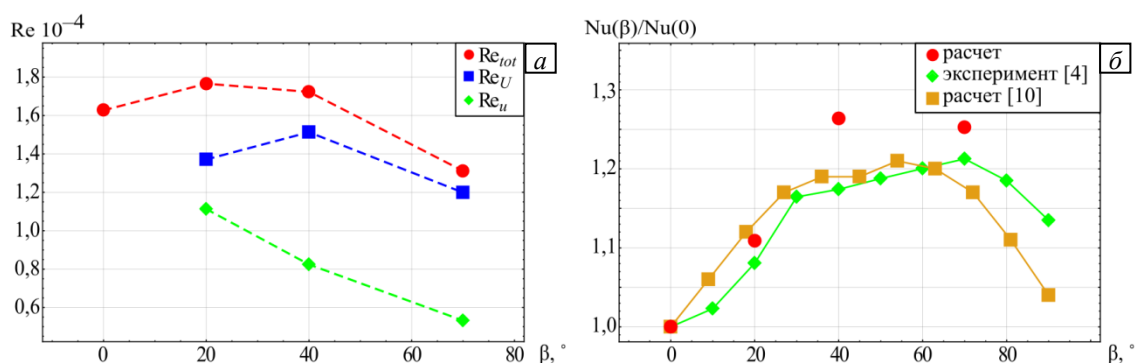 Re 10⁻⁴
1,8
1,6
1,4
1,2
1,0
0,8
0,6
0
20
40
60
80
β, °
Re_tot
Re_U
Re_u
а
Nu(β)/Nu(0)
1,3
1,2
1,1
1,0
0
20
40
60
80
β, °
расчет
эксперимент [4]
расчет [10]
б